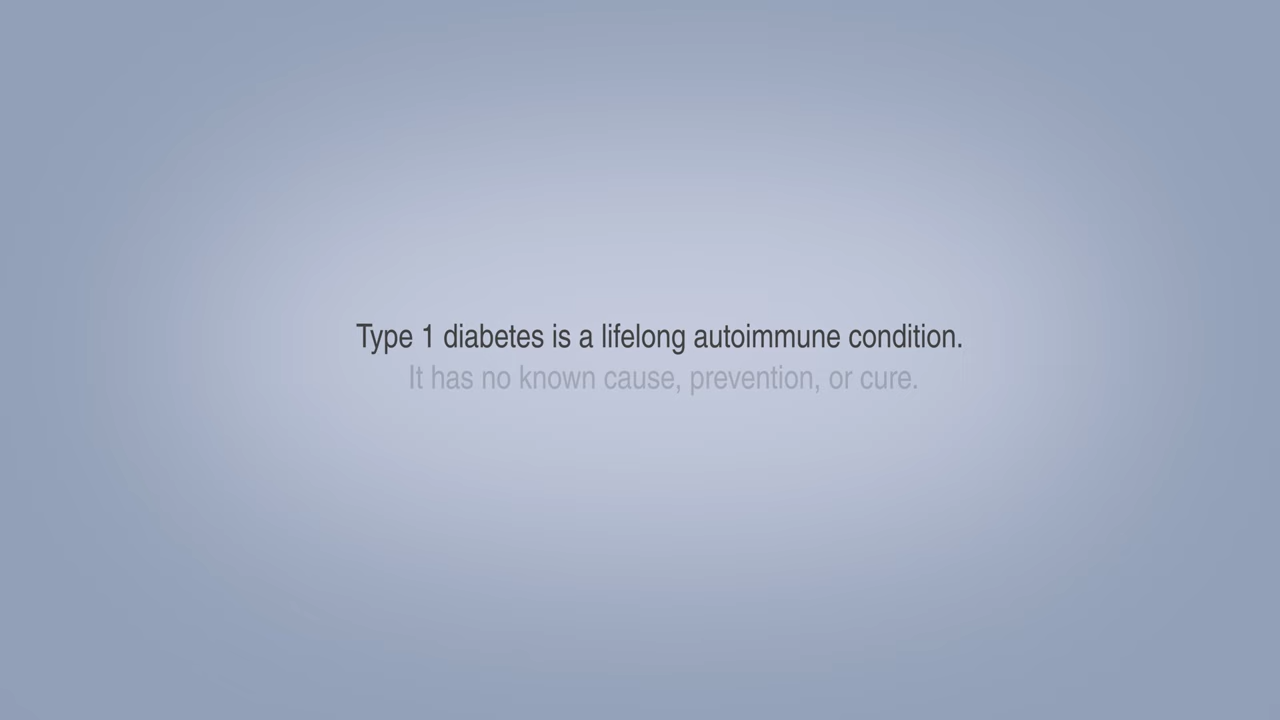 Type 1 diabetes is a lifelong autoimmune condition.
It has no known cause, prevention, or cure.